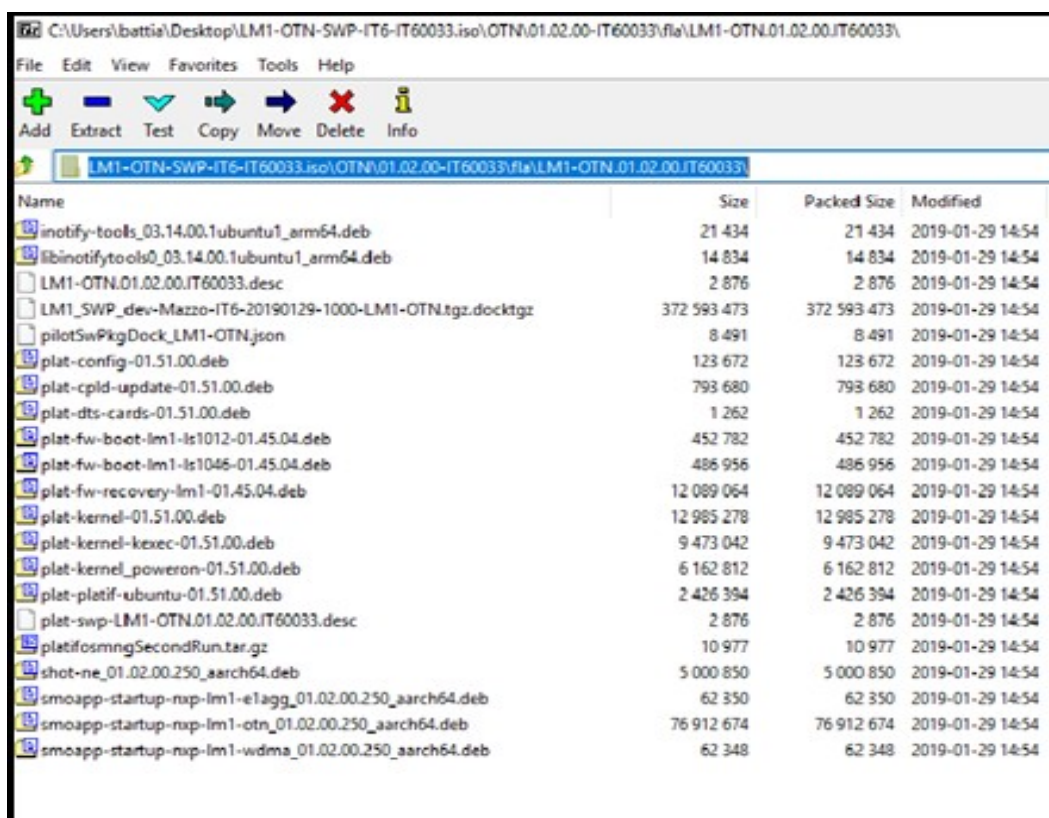 C:\Users\battia\Desktop\LM1-OTN-SWP-IT6-IT60033.iso\OTN\01.02.00-IT60033\fla\LM1-OTN.01.02.00.IT60033\
File Edit View Favorites Tools Help
Add Extract Test Copy Move Delete Info
LM1-OTN-SWP-IT6-IT60033.iso\OTN\01.02.00-IT60033\fla\LM1-OTN.01.02.00.IT60033\
Name Size Packed Size Modified
inotify-tools_03.14.00.1ubuntu1_arm64.deb 21 434 21 434 2019-01-29 14:54
libinotifytools0_03.14.00.1ubuntu1_arm64.deb 14 834 14 834 2019-01-29 14:54
LM1-OTN.01.02.00.IT60033.desc 2 876 2 876 2019-01-29 14:54
LM1_SWP_dev-Mazzo-IT6-20190129-1000-LM1-OTN.tgz.docktgz 372 593 473 372 593 473 2019-01-29 14:54
pilotSwPkgDock_LM1-OTN.json 8 491 8 491 2019-01-29 14:54
plat-config-01.51.00.deb 123 672 123 672 2019-01-29 14:54
plat-cpld-update-01.51.00.deb 793 680 793 680 2019-01-29 14:54
plat-dts-cards-01.51.00.deb 1 262 1 262 2019-01-29 14:54
plat-fw-boot-lm1-ls1012-01.45.04.deb 452 782 452 782 2019-01-29 14:54
plat-fw-boot-lm1-ls1046-01.45.04.deb 486 956 486 956 2019-01-29 14:54
plat-fw-recovery-lm1-01.45.04.deb 12 089 064 12 089 064 2019-01-29 14:54
plat-kernel-01.51.00.deb 12 985 278 12 985 278 2019-01-29 14:54
plat-kernel-kexec-01.51.00.deb 9 473 042 9 473 042 2019-01-29 14:54
plat-kernel_poweron-01.51.00.deb 6 162 812 6 162 812 2019-01-29 14:54
plat-platif-ubuntu-01.51.00.deb 2 426 394 2 426 394 2019-01-29 14:54
plat-swp-LM1-OTN.01.02.00.IT60033.desc 2 876 2 876 2019-01-29 14:54
platifosmngSecondRun.tar.gz 10 977 10 977 2019-01-29 14:54
shot-ne_01.02.00.250_aarch64.deb 5 000 850 5 000 850 2019-01-29 14:54
smoapp-startup-nxp-lm1-e1agg_01.02.00.250_aarch64.deb 62 350 62 350 2019-01-29 14:54
smoapp-startup-nxp-lm1-otn_01.02.00.250_aarch64.deb 76 912 674 76 912 674 2019-01-29 14:54
smoapp-startup-nxp-lm1-wdma_01.02.00.250_aarch64.deb 62 348 62 348 2019-01-29 14:54